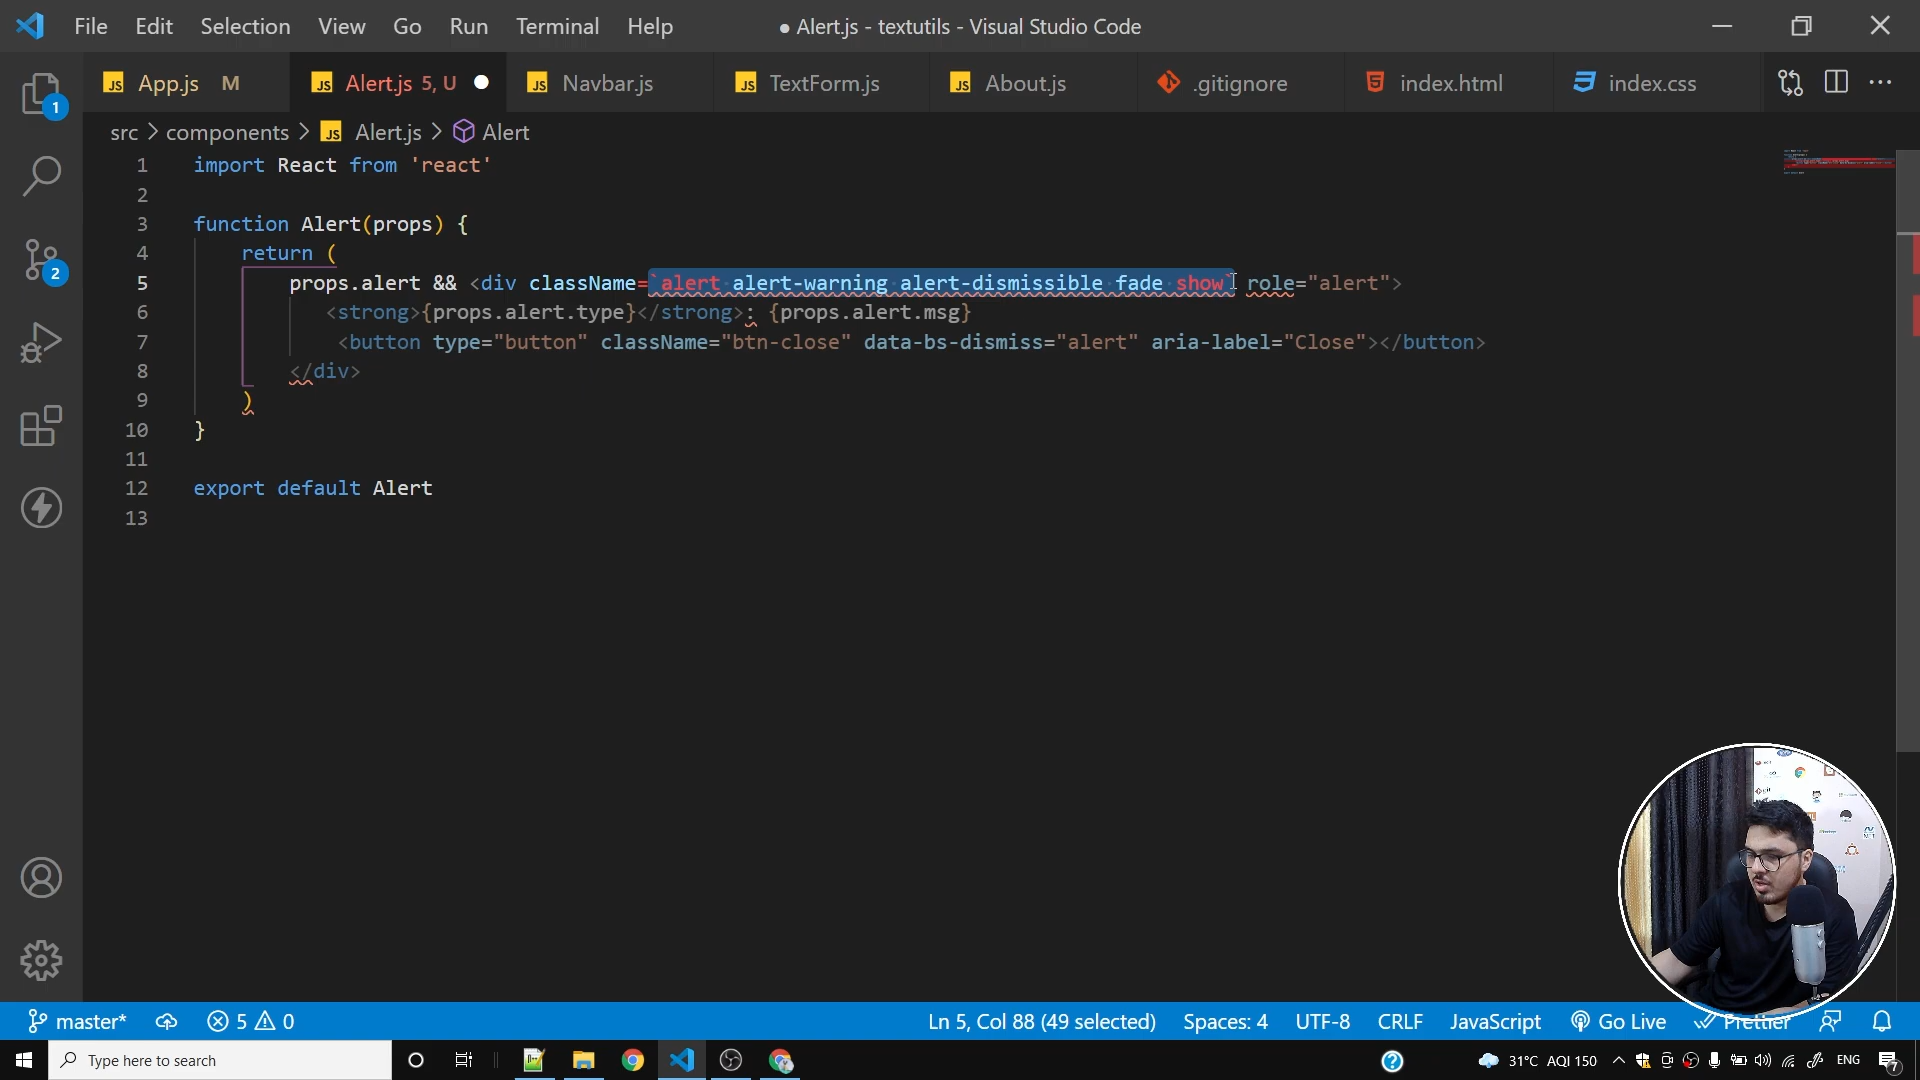 File Edit Selection View Go Run Terminal Help ● Alert.js - textutils - Visual Studio Code
App.js M Alert.js 5, U Navbar.js TextForm.js About.js .gitignore index.html index.css
src > components > Alert.js > Alert
1 import React from 'react'
2
3 function Alert(props) {
4 return (
5 props.alert && <div className=`alert alert-warning alert-dismissible fade show` role="alert">
6 <strong>{props.alert.type}</strong>: {props.alert.msg}
7 <button type="button" className="btn-close" data-bs-dismiss="alert" aria-label="Close"></button>
8 </div>
9 )
10 }
11
12 export default Alert
13
1
2
master* 5 0 Ln 5, Col 88 (49 selected) Spaces: 4 UTF-8 CRLF JavaScript Go Live Prettier
Type here to search 31°C AQI 150 ENG 7